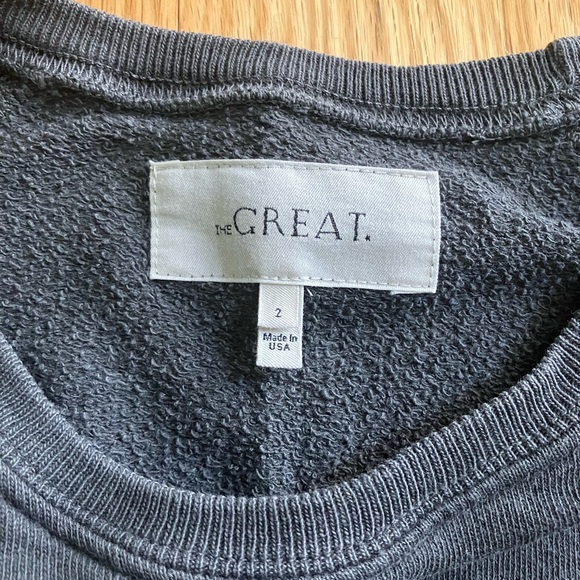 THE GREAT.
2
Made in
USA